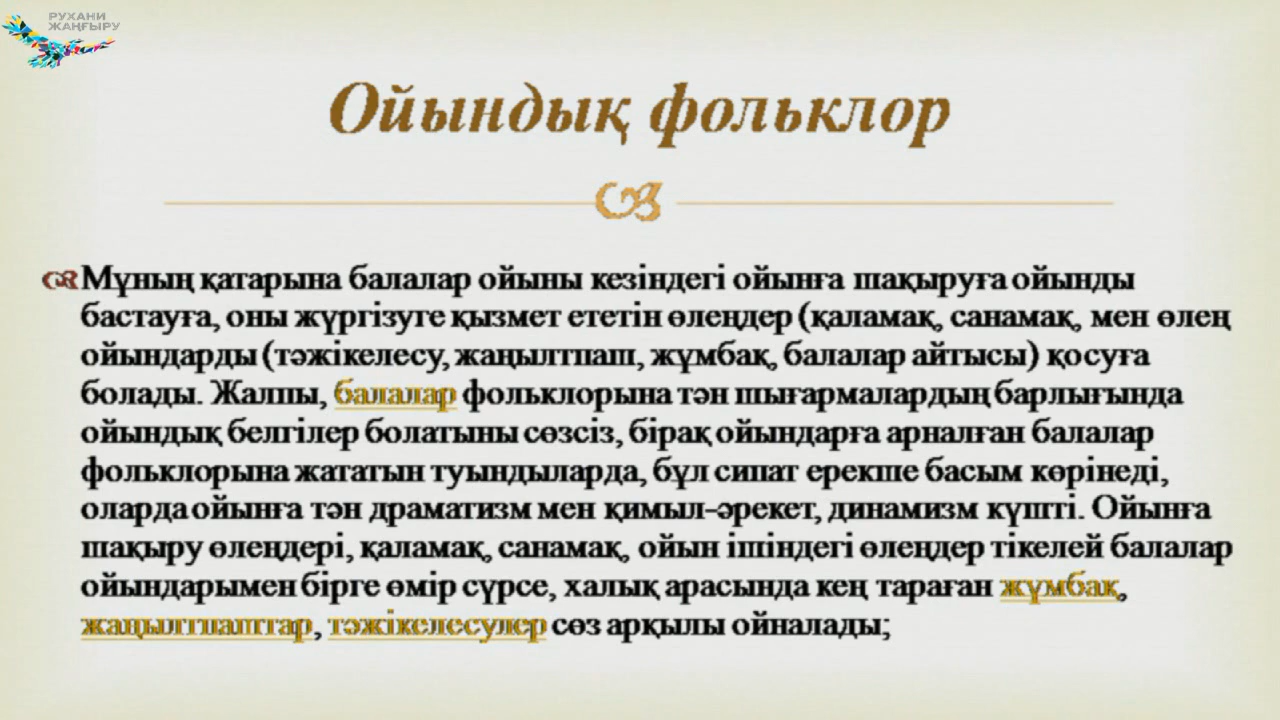 РУХАНИ
ЖАҢҒЫРУ
Ойындық фольклор
Мұның қатарына балалар ойыны кезіндегі ойынға шақыруға ойынды
бастауға, оны жүргізуге қызмет ететін өлеңдер (қаламақ, санамақ, мен өлең
ойындарды (тәжікелесу, жаңылтпаш, жұмбақ, балалар айтысы) қосуға
болады. Жалпы, балалар фольклорына тән шығармалардың барлығында
ойындық белгілер болатыны сөзсіз, бірақ ойындарға арналған балалар
фольклорына жататын туындыларда, бұл сипат ерекше басым көрінеді,
оларда ойынға тән драматизм мен қимыл-әрекет, динамизм күшті. Ойынға
шақыру өлеңдері, қаламақ, санамақ, ойын ішіндегі өлеңдер тікелей балалар
ойындарымен бірге өмір сүрсе, халық арасында кең тараған жұмбақ,
жаңылтпаштар, тәжікелесулер сөз арқылы ойналады;